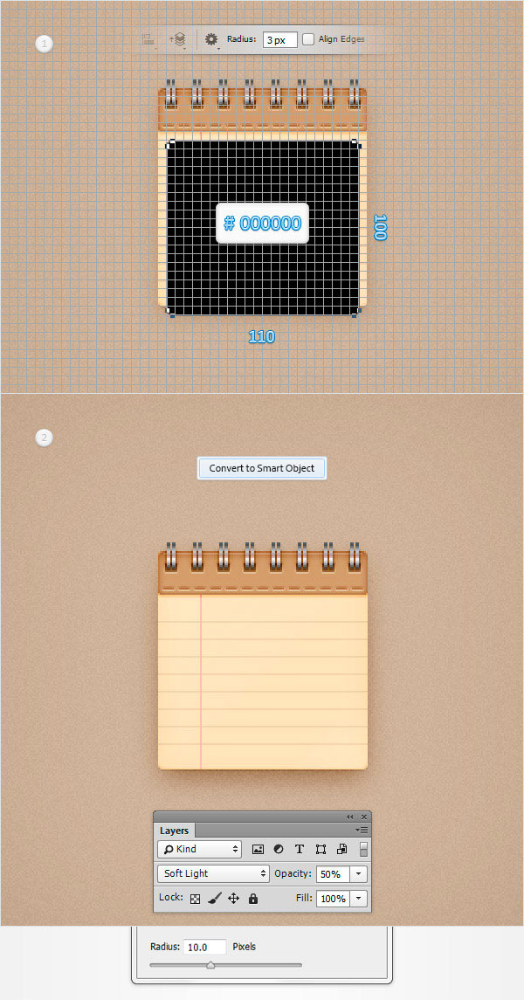 1
Radius: 3 px Align Edges
# 000000
100
110
2
Convert to Smart Object
Layers
Kind
Soft Light Opacity: 50%
Lock: Fill: 100%
Radius: 10.0 Pixels